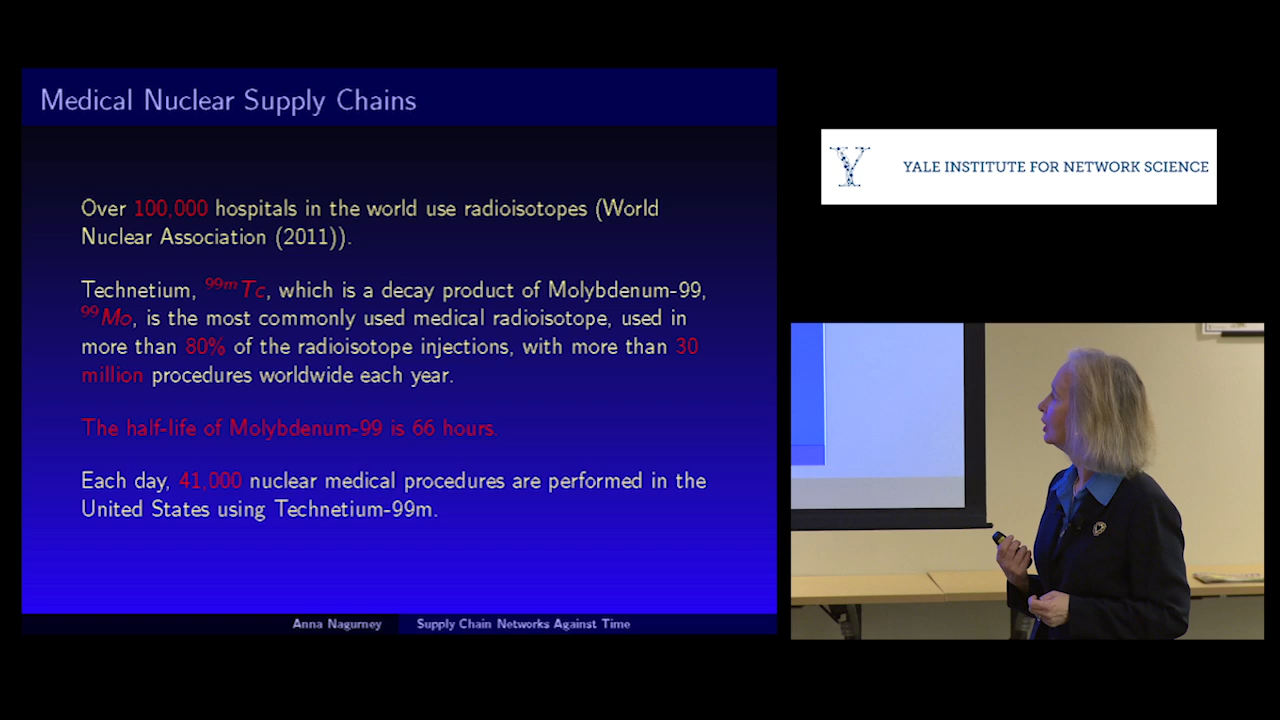 Medical Nuclear Supply Chains
Over 100,000 hospitals in the world use radioisotopes (World
Nuclear Association (2011)).
Technetium, ⁹⁹ᵐTc, which is a decay product of Molybdenum-99,
⁹⁹Mo, is the most commonly used medical radioisotope, used in
more than 80% of the radioisotope injections, with more than 30
million procedures worldwide each year.
The half-life of Molybdenum-99 is 66 hours.
Each day, 41,000 nuclear medical procedures are performed in the
United States using Technetium-99m.
Anna Nagurney Supply Chain Networks Against Time
Y YALE INSTITUTE FOR NETWORK SCIENCE